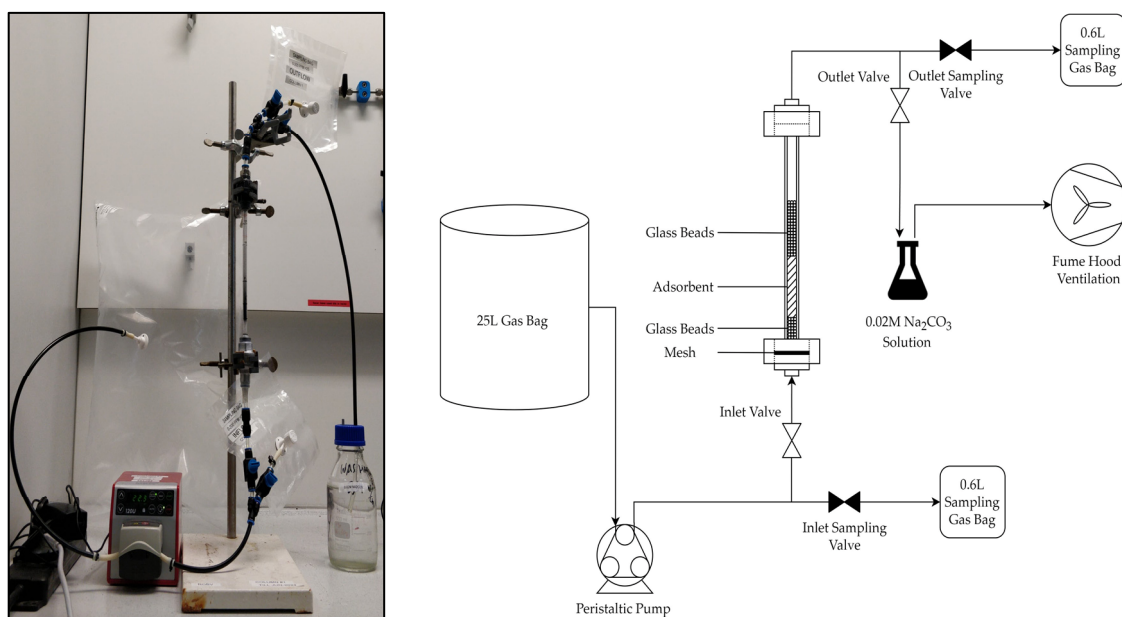 OUTFLOW
WAS
0.6L
Sampling
Gas Bag
Outlet Valve
Outlet Sampling
Valve
Glass Beads
Adsorbent
Glass Beads
Mesh
25L Gas Bag
0.02M Na₂CO₃
Solution
Fume Hood
Ventilation
Inlet Valve
0.6L
Sampling
Gas Bag
Inlet Sampling
Valve
Peristaltic Pump